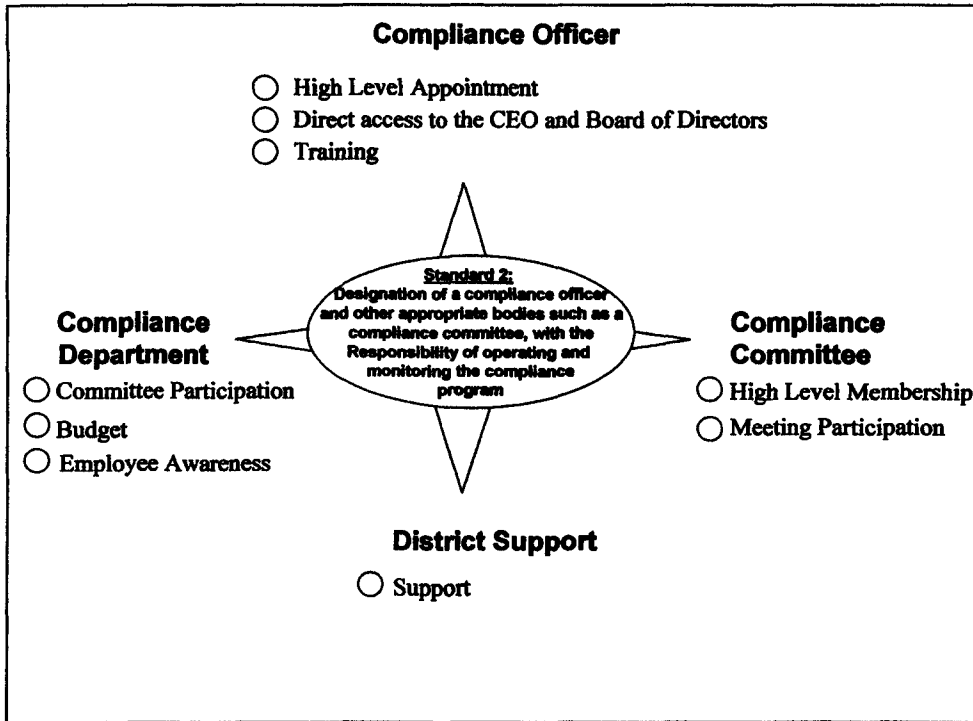 Compliance Officer
High Level Appointment
Direct access to the CEO and Board of Directors
Training
Standard 2:
Designation of a compliance officer
and other appropriate bodies such as a
compliance committee, with the
Responsibility of operating and
monitoring the compliance
program
Compliance
Department
Committee Participation
Budget
Employee Awareness
Compliance
Committee
High Level Membership
Meeting Participation
District Support
Support